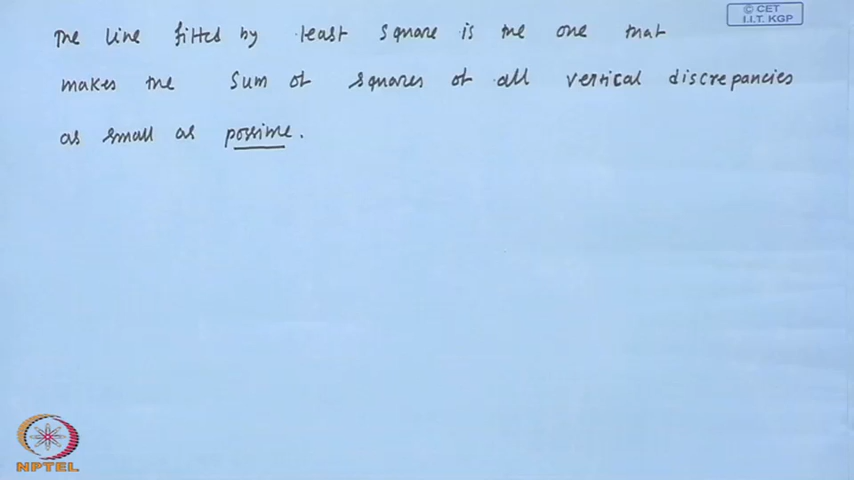 © CET
I.I.T. KGP
The line fitted by least square is the one that
makes the sum of squares of all vertical discrepancies
as small as possible.
NPTEL